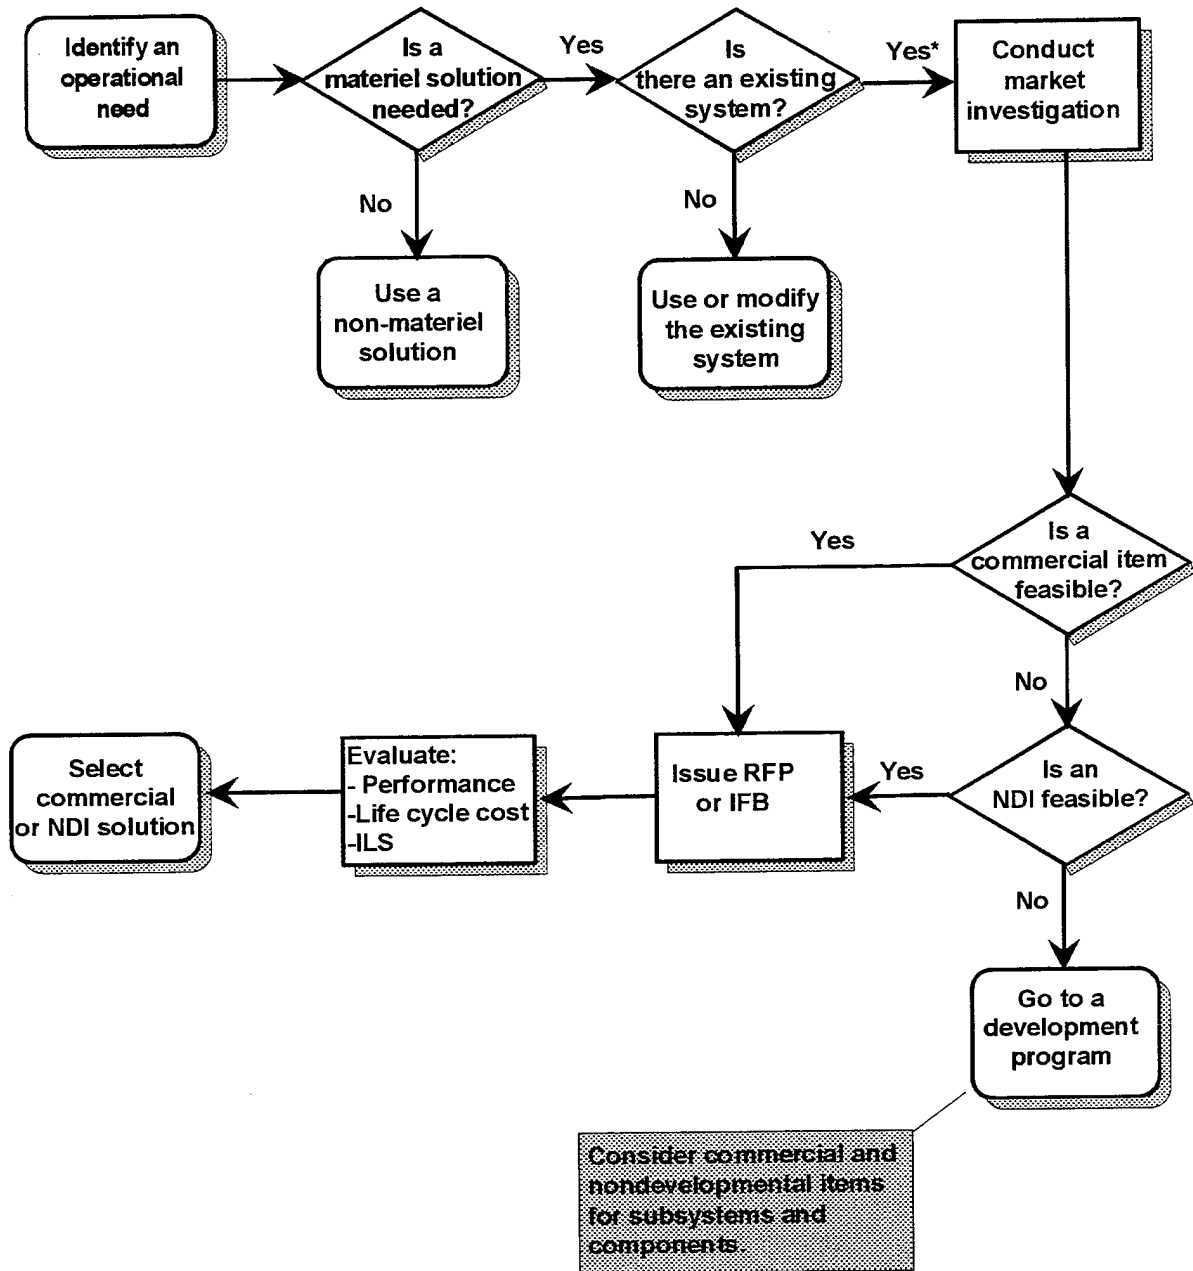 Identify an
operational
need
Is a
materiel solution
needed?
Yes
Is
there an existing
system?
Yes*
Conduct
market
investigation
No
No
Use a
non-materiel
solution
Use or modify
the existing
system
Is a
commercial item
feasible?
Yes
No
Select
commercial
or NDI solution
Evaluate:
- Performance
-Life cycle cost
-ILS
Issue RFP
or IFB
Yes
Is an
NDI feasible?
No
Go to a
development
program
Consider commercial and
nondevelopmental items
for subsystems and
components.